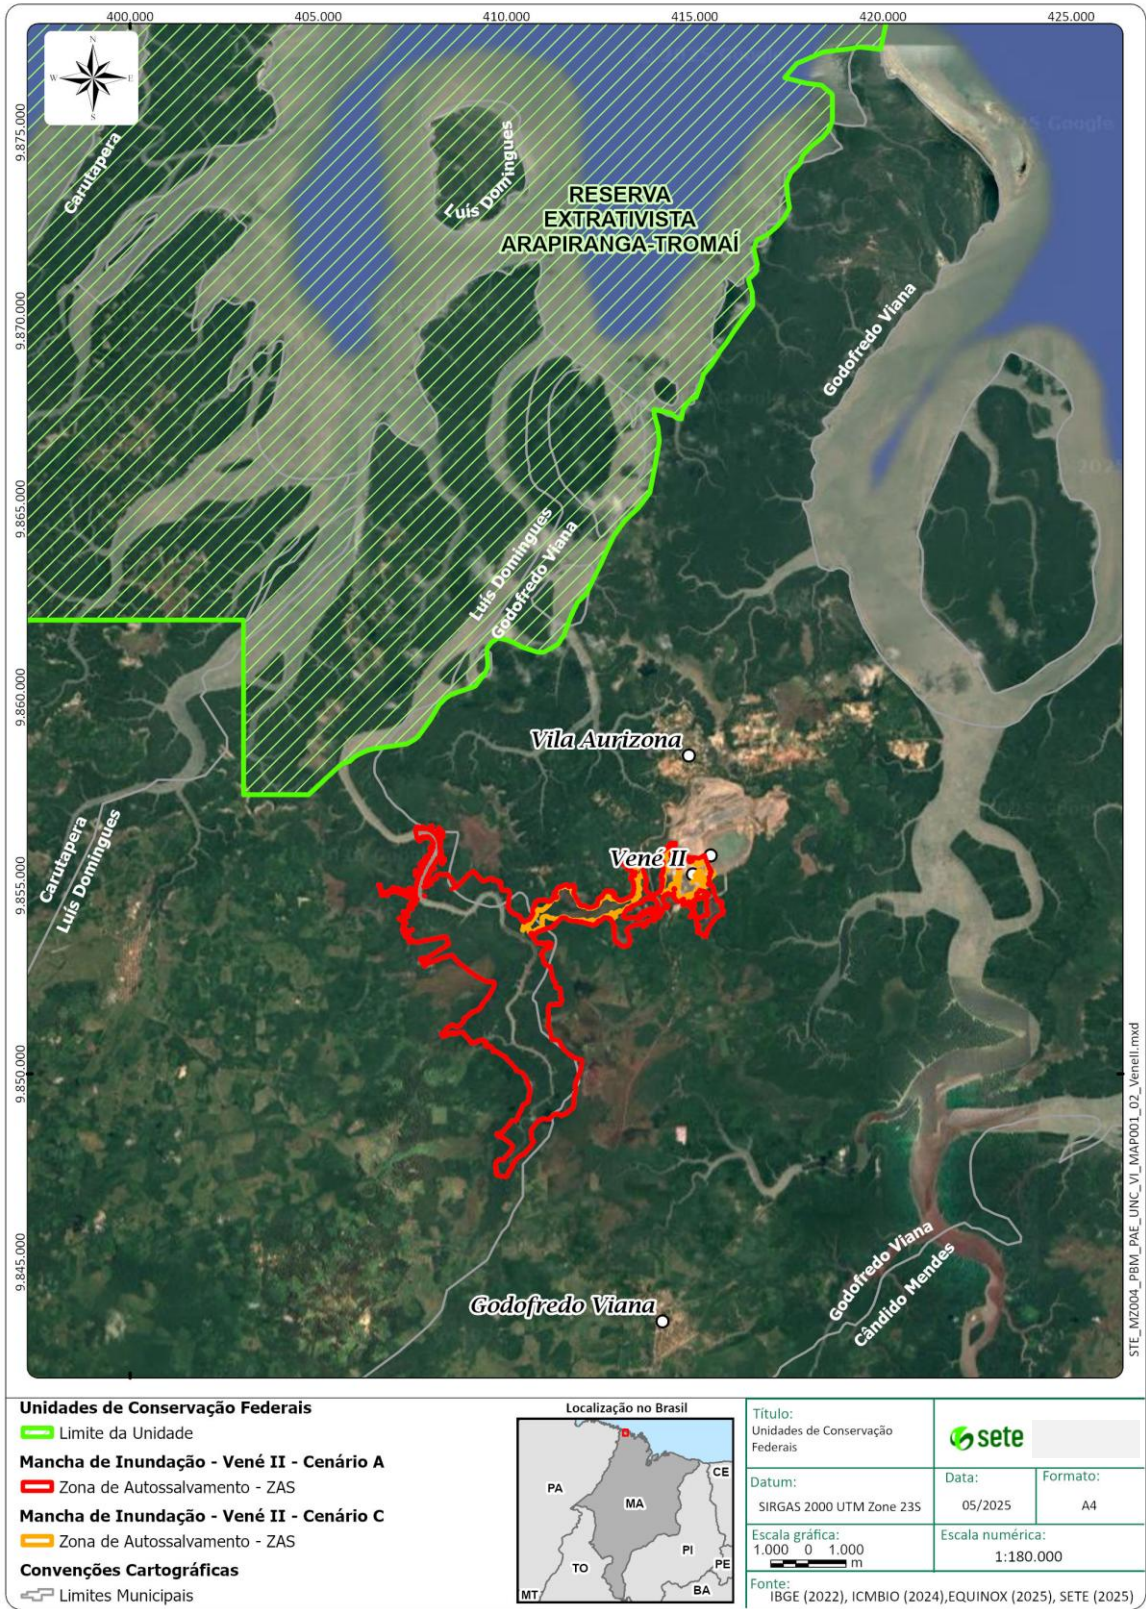 400.000 405.000 410.000 415.000 420.000 425.000
N
W E
S
9.875.000
9.870.000
9.865.000
9.860.000
9.855.000
9.850.000
9.845.000
Carutapera
Luís Domingues
RESERVA
EXTRATIVISTA
ARAPIRANGA-TROMAÍ
Godofredo Viana
Luís Domingues
Godofredo Viana
Vila Aurizona
Vené II
Carutapera
Luís Domingues
Godofredo Viana
Cândido Mendes
Godofredo Viana
STE_MZ004_PBM_PAE_UNC_VI_MAP001_02_VeneII.mxd
Unidades de Conservação Federais
Limite da Unidade
Mancha de Inundação - Vené II - Cenário A
Zona de Autossalvamento - ZAS
Mancha de Inundação - Vené II - Cenário C
Zona de Autossalvamento - ZAS
Convenções Cartográficas
Limites Municipais
Localização no Brasil
PA
MA
CE
PI
TO
PE
BA
MT
Título:
Unidades de Conservação
Federais
sete
Datum:
SIRGAS 2000 UTM Zone 23S
Data:
05/2025
Formato:
A4
Escala gráfica:
1.000 0 1.000
m
Escala numérica:
1:180.000
Fonte:
IBGE (2022), ICMBIO (2024),EQUINOX (2025), SETE (2025)